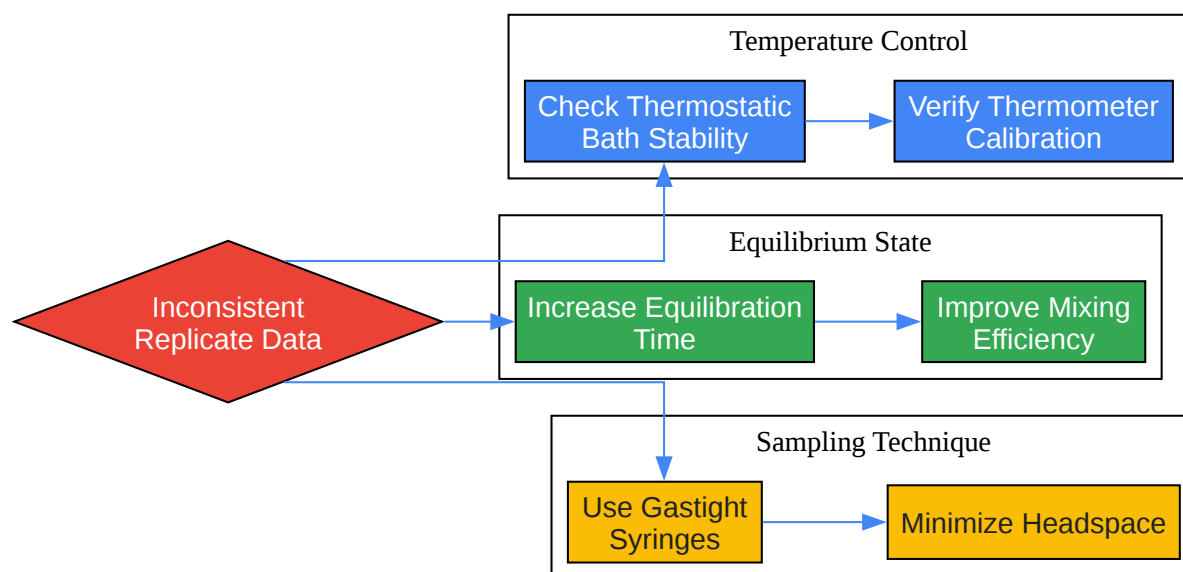 Temperature Control
Check Thermostatic
Bath Stability
Verify Thermometer
Calibration
Equilibrium State
Inconsistent
Replicate Data
Increase Equilibration
Time
Improve Mixing
Efficiency
Sampling Technique
Use Gastight
Syringes
Minimize Headspace